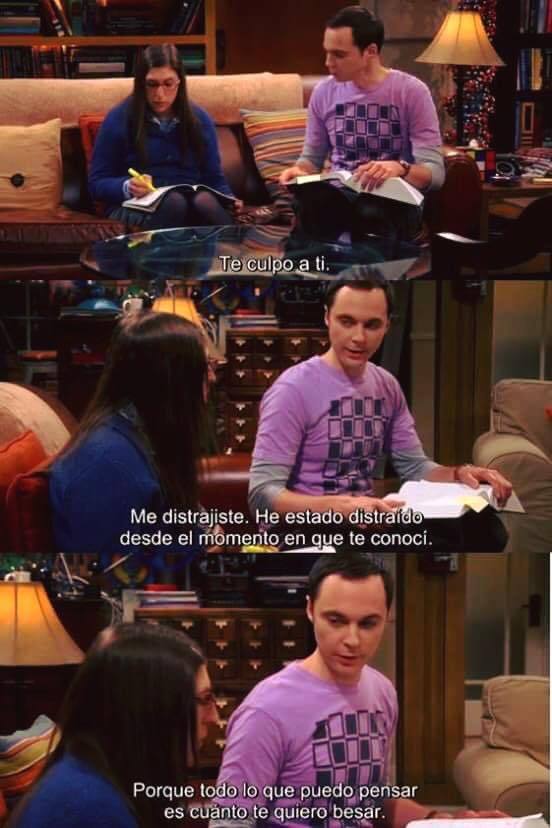 Te culpo a ti.
Me distrajiste. He estado distraído
desde el momento en que te conocí.
Porque todo lo que puedo pensar
es cuánto te quiero besar.